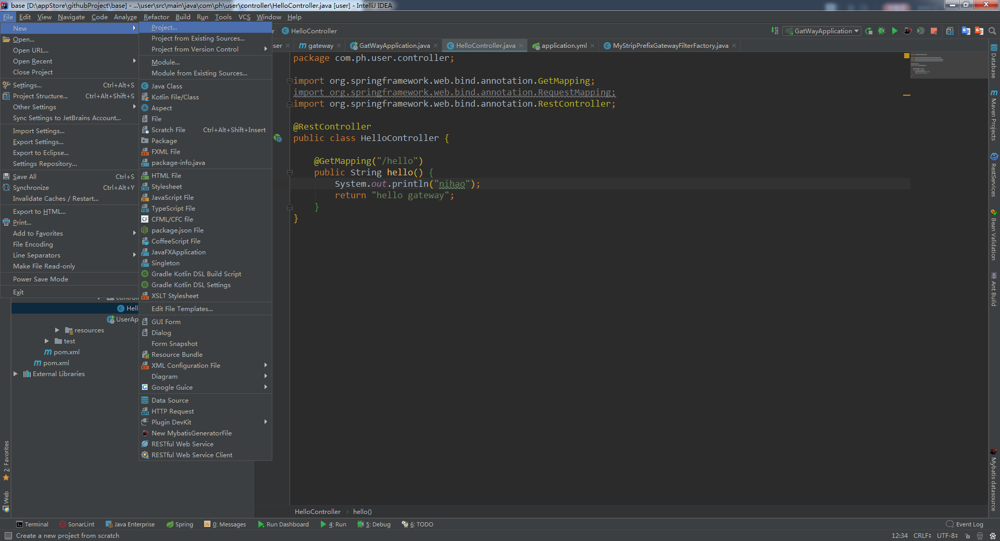 base [D:\appStore\githubProject\base] - ...\user\src\main\java\com\ph\user\controller\HelloController.java [user] - IntelliJ IDEA
File Edit View Navigate Code Analyze Refactor Build Run Tools VCS Window Help
r HelloController GatWayApplication
ser gateway GatWayApplication.java HelloController.java application.yml MyStripPrefixGatewayFilterFactory.java
New
Open...
Open URL...
Open Recent
Close Project
Settings... Ctrl+Alt+S
Project Structure... Ctrl+Alt+Shift+S
Other Settings
Sync Settings to JetBrains Account...
Import Settings...
Export Settings...
Export to Eclipse...
Settings Repository...
Save All Ctrl+S
Synchronize Ctrl+Alt+Y
Invalidate Caches / Restart...
Export to HTML...
Print...
Add to Favorites
File Encoding
Line Separators
Make File Read-only
Power Save Mode
Exit
Project...
Project from Existing Sources...
Project from Version Control
Module...
Module from Existing Sources...
Java Class
Kotlin File/Class
Aspect
File
Scratch File Ctrl+Alt+Shift+Insert
Package
FXML File
package-info.java
HTML File
Stylesheet
JavaScript File
TypeScript File
CFML/CFC file
package.json File
CoffeeScript File
JavaFXApplication
Singleton
Gradle Kotlin DSL Build Script
Gradle Kotlin DSL Settings
XSLT Stylesheet
Edit File Templates...
GUI Form
Dialog
Form Snapshot
Resource Bundle
XML Configuration File
Diagram
Google Guice
Data Source
HTTP Request
Plugin DevKit
New MybatisGeneratorFile
RESTful Web Service
RESTful Web Service Client
Hell
UserAp
resources
test
pom.xml
pom.xml
External Libraries
package com.ph.user.controller;
import org.springframework.web.bind.annotation.GetMapping;
import org.springframework.web.bind.annotation.RequestMapping;
import org.springframework.web.bind.annotation.RestController;
@RestController
public class HelloController {
@GetMapping("/hello")
public String hello() {
System.out.println("nihao");
return "hello gateway";
}
}
Database
Maven Projects
RestServices
Bean Validation
Ant Build
Mybatis datasource
2: Favorites
Web
HelloController hello()
Terminal SonarLint Java Enterprise Spring 0: Messages Run Dashboard 4: Run 5: Debug 6: TODO Event Log
Create a new project from scratch 12:34 CRLF UTF-8